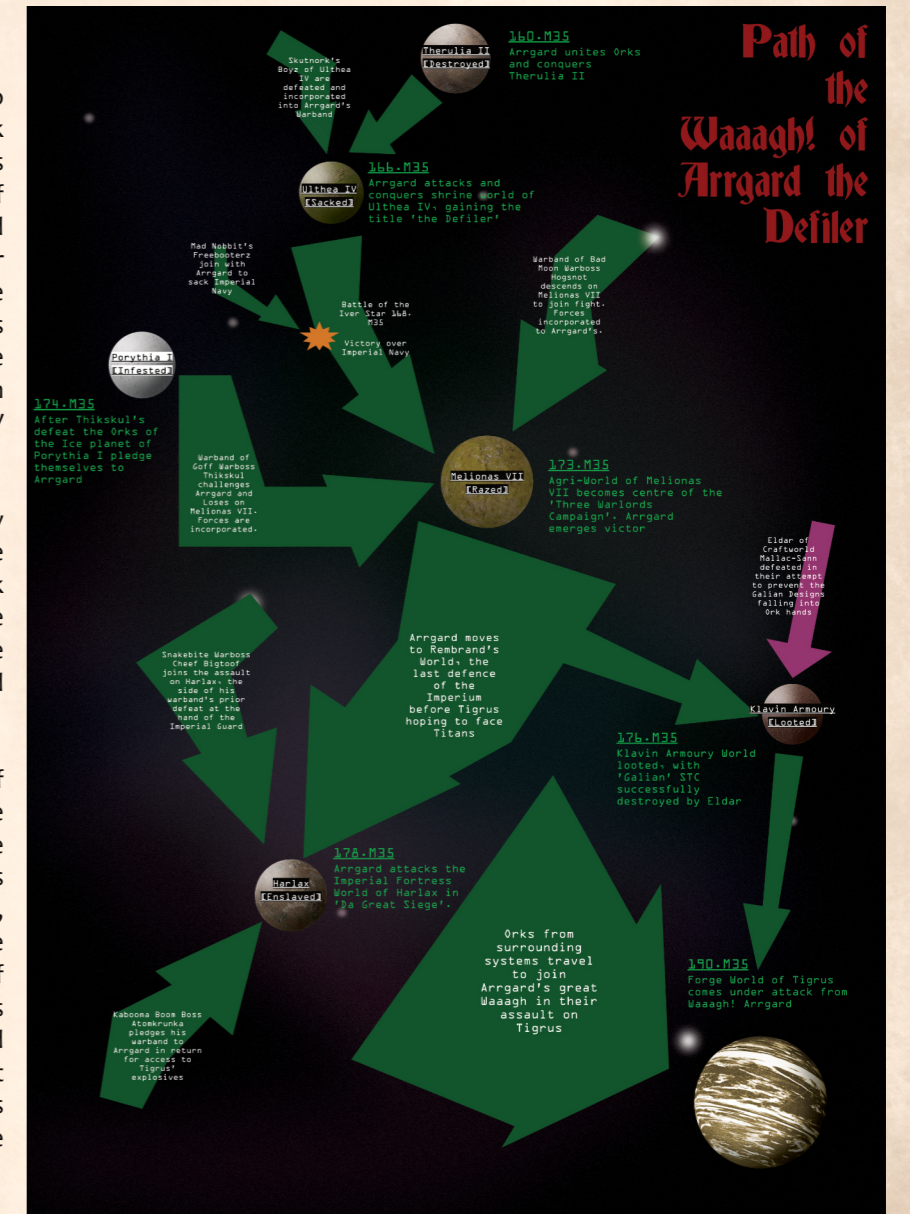 Path of
the
Waaagh! of
Arrgard the
Defiler
160.M35
Arrgard unites Orks
and conquers
Therulia II
Therulia II
[Destroyed]
Skutnork's
Boyz of Ulthea
IV are
defeated and
incorporated
into Arrgard's
Warband
Ulthea IV
[Sacked]
166.M35
Arrgard attacks and
conquers shrine world of
Ulthea IV, gaining the
title 'the Defiler'
Mad Nobbit's
Freebooterz
join with
Arrgard to
sack Imperial
Navy
Battle of the
Iver Star 168.
M35
Victory over
Imperial Navy
Warband of Bad
Moon Warboss
Hogsnot
descends on
Melionas VII
to join fight.
Forces
incorporated
to Arrgard's.
Porythia I
[Infested]
174.M35
After Thikskul's
defeat the Orks of
the Ice planet of
Porythia I pledge
themselves to
Arrgard
Warband of
Goff Warboss
Thikskul
challenges
Arrgard and
Loses on
Melionas VII.
Forces are
incorporated.
Melionas VII
[Razed]
173.M35
Agri-World of Melionas
VII becomes centre of the
'Three Warlords
Campaign'. Arrgard
emerges victor
Eldar of
Craftworld
Mallac-Sann
defeated in
their attempt
to prevent the
Galian Designs
falling into
Ork hands
Snakebite Warboss
Cheef Bigtoof
joins the assault
on Harlax, the
side of his
warband's prior
defeat at the
hand of the
Imperial Guard
Arrgard moves
to Rembrand's
World, the
last defence
of the
Imperium
before Tigrus
hoping to face
Titans
Klavin Armoury
[Looted]
176.M35
Klavin Armoury World
looted, with
'Galian' STC
successfully
destroyed by Eldar
178.M35
Arrgard attacks the
Imperial Fortress
World of Harlax in
'Da Great Siege'.
Harlax
[Enslaved]
Orks from
surrounding
systems travel
to join
Arrgard's great
Waaagh in their
assault on
Tigrus
190.M35
Forge World of Tigrus
comes under attack from
Waaagh! Arrgard
Kabooma Boom Boss
Atomkrunka
pledges his
warband to
Arrgard in return
for access to
Tigrus'
explosives